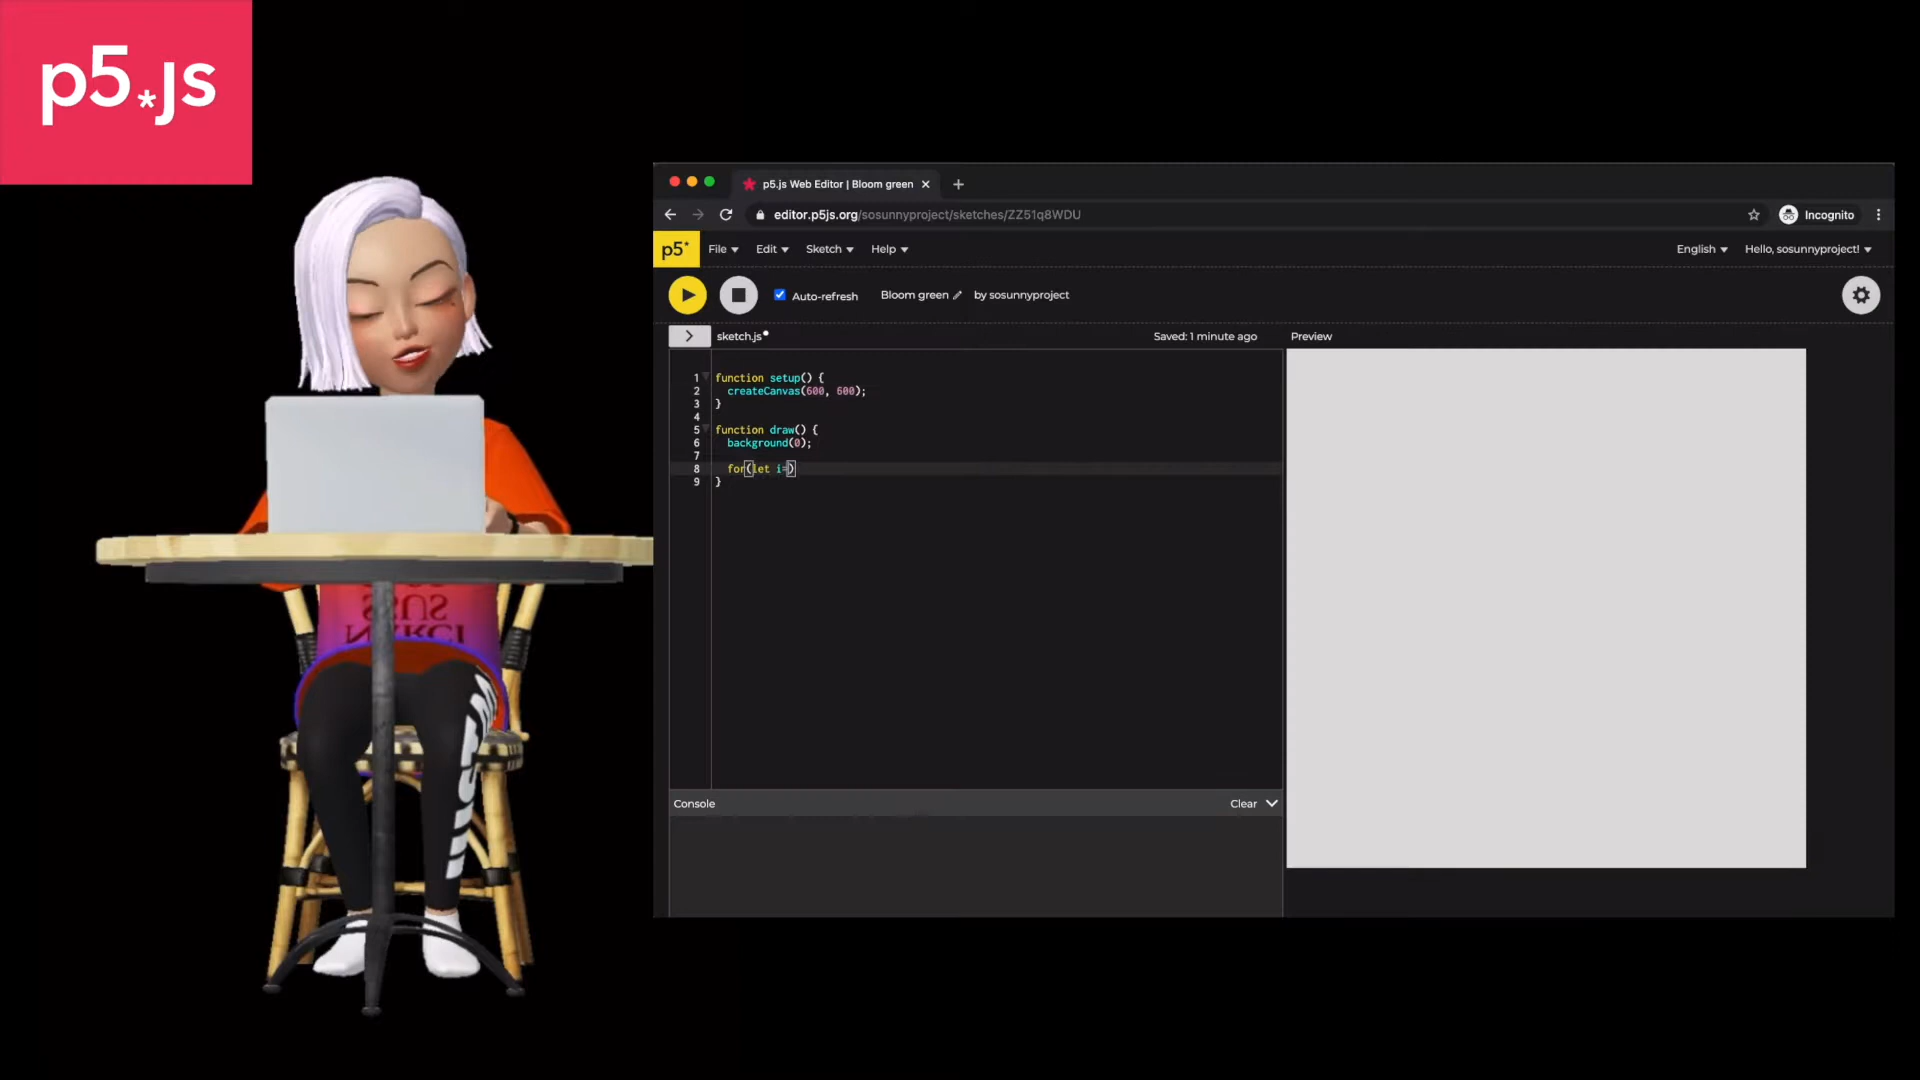 p5*js
p5.js Web Editor | Bloom green
editor.p5js.org/sosunnyproject/sketches/ZZ51q8WDU
Incognito
p5*
File
Edit
Sketch
Help
English
Hello, sosunnyproject!
Auto-refresh
Bloom green
by sosunnyproject
sketch.js
Saved: 1 minute ago
Preview
1 function setup() {
2 createCanvas(600, 600);
3 }
4
5 function draw() {
6 background(0);
7
8 for(let i=)
9 }
Console
Clear